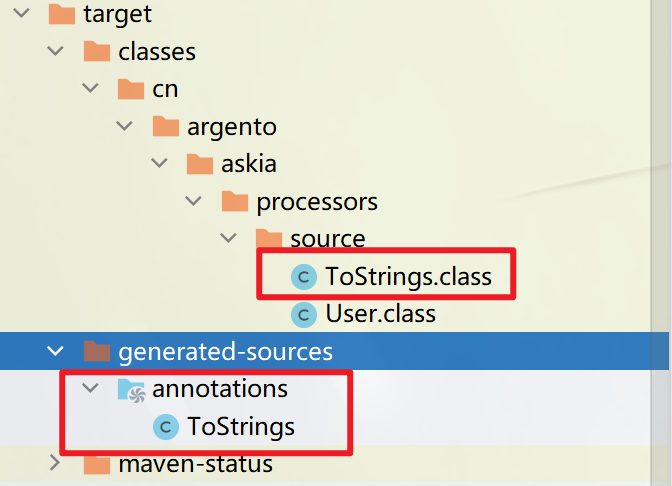 target
classes
cn
argento
askia
processors
source
ToStrings.class
User.class
generated-sources
annotations
ToStrings
maven-status